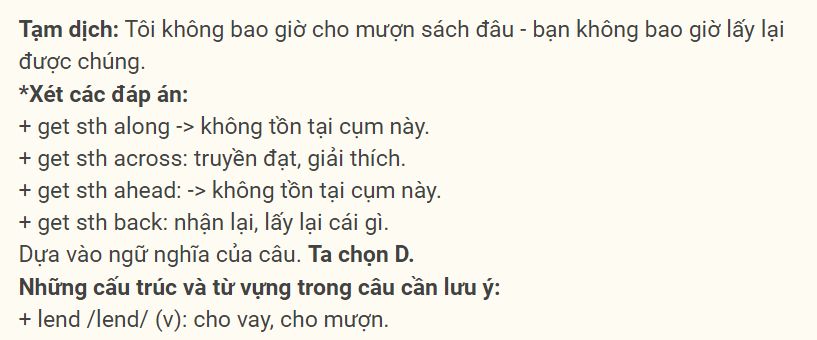 Tạm dịch: Tôi không bao giờ cho mượn sách đâu - bạn không bao giờ lấy lại
được chúng.
*Xét các đáp án:
+ get sth along -> không tồn tại cụm này.
+ get sth across: truyền đạt, giải thích.
+ get sth ahead: -> không tồn tại cụm này.
+ get sth back: nhận lại, lấy lại cái gì.
Dựa vào ngữ nghĩa của câu. Ta chọn D.
Những cấu trúc và từ vựng trong câu cần lưu ý:
+ lend /lend/ (v): cho vay, cho mượn.